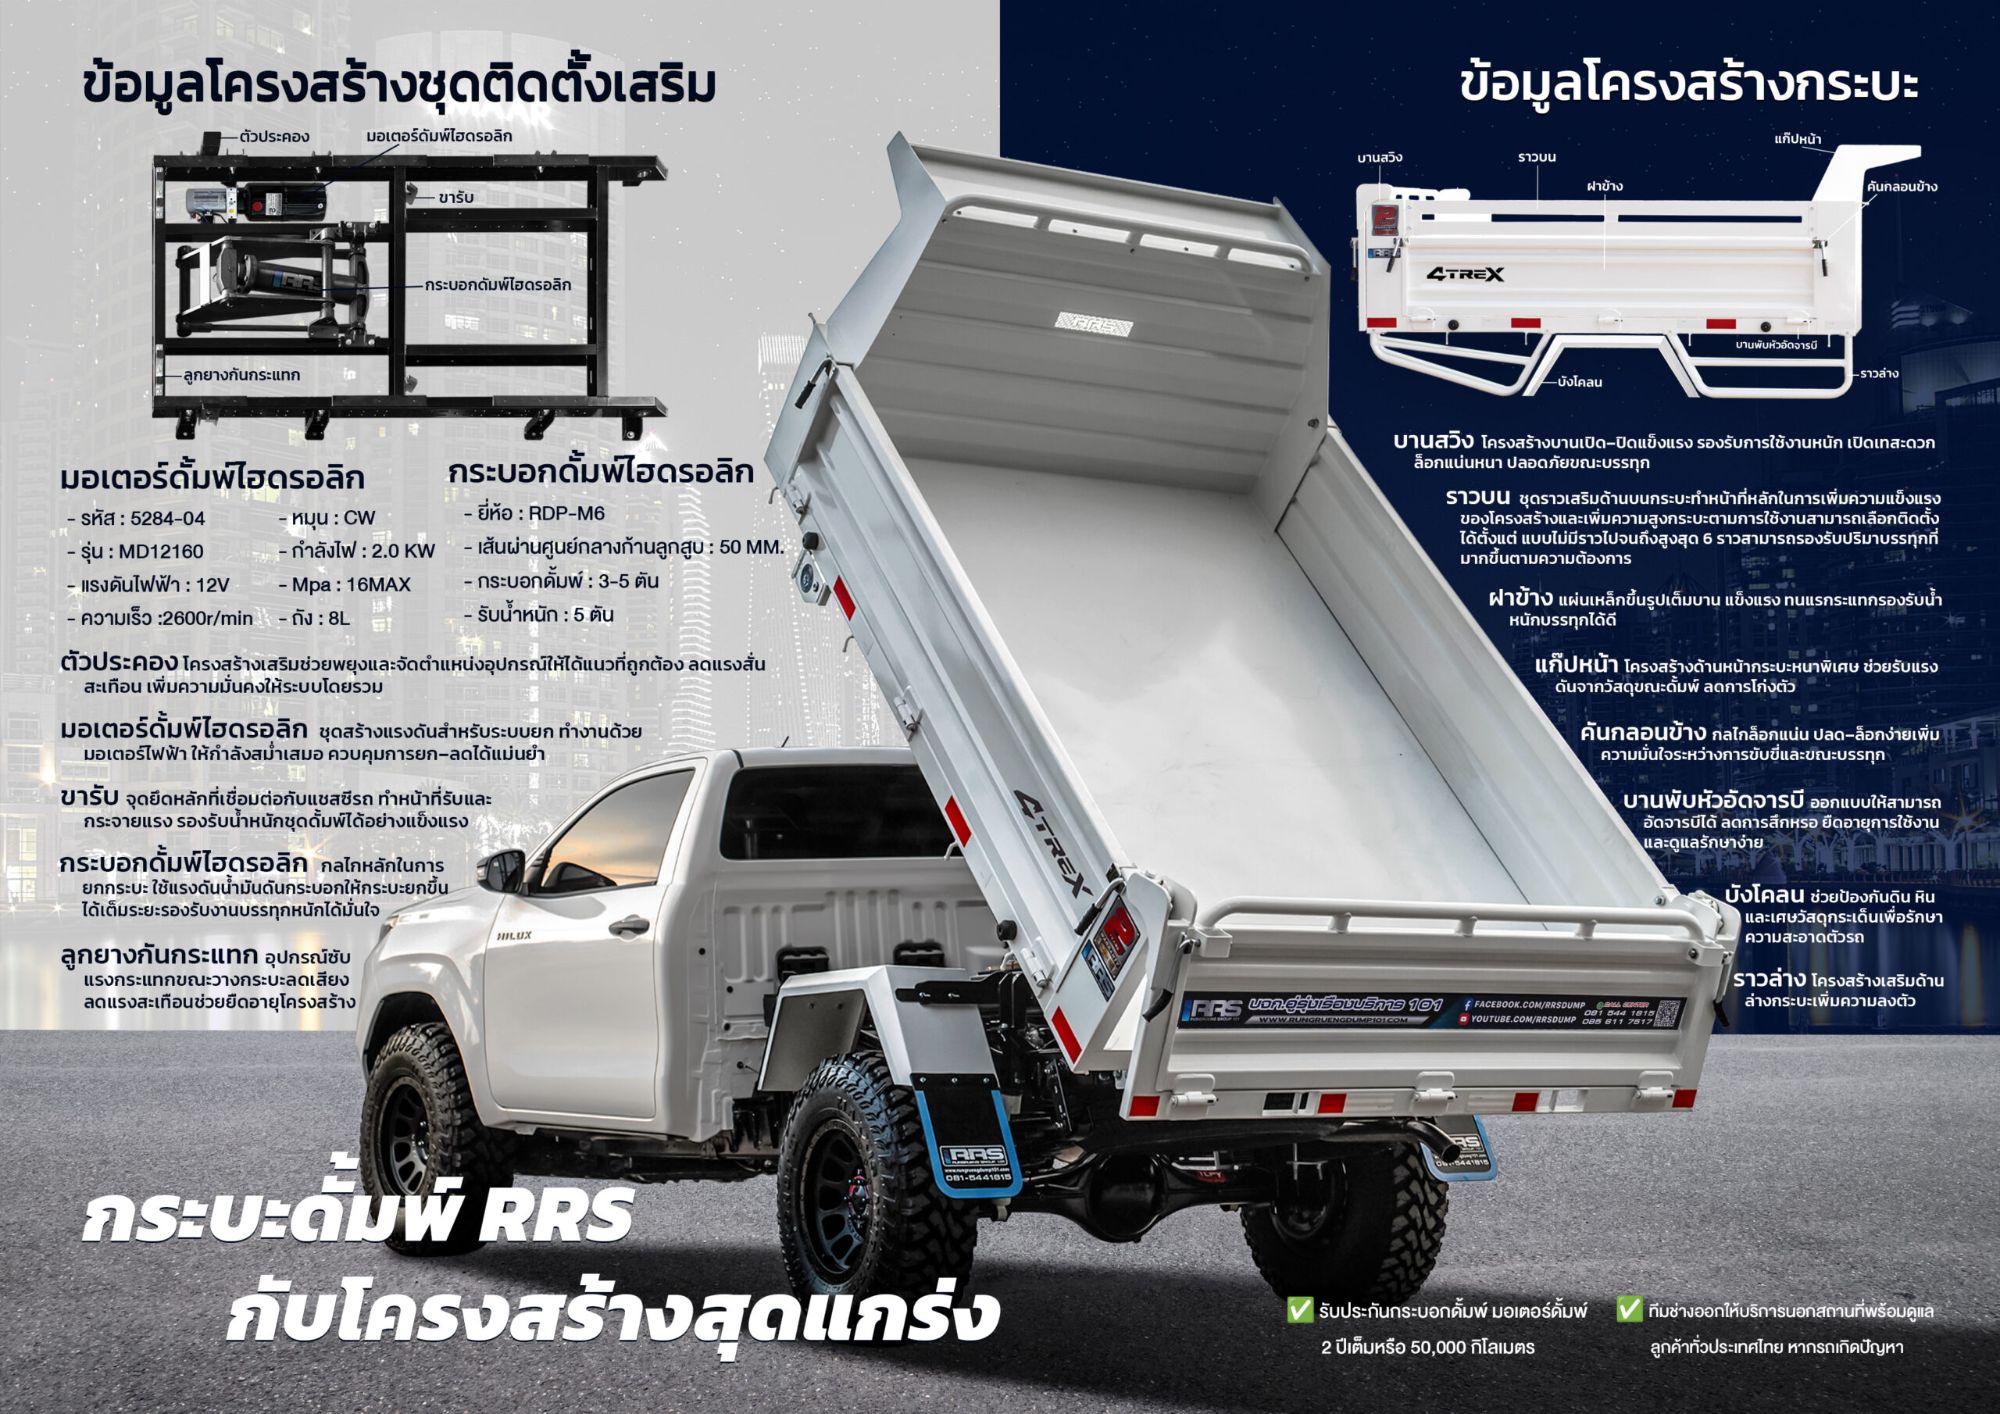 ข้อมูลโครงสร้างชุดติดตั้งเสริม
ตัวประคอง
มอเตอร์ดัมพ์ไฮดรอลิก
ขารับ
RRS
กระบอกดัมพ์ไฮดรอลิก
ลูกยางกันกระแทก
มอเตอร์ดั้มพ์ไฮดรอลิก
- รหัส : 5284-04
- รุ่น : MD12160
- แรงดันไฟฟ้า : 12V
- ความเร็ว :2600r/min
- หมุน : CW
- กำลังไฟ : 2.0 KW
- Mpa : 16MAX
- ถัง : 8L
กระบอกดั้มพ์ไฮดรอลิก
- ยี่ห้อ : RDP-M6
- เส้นผ่านศูนย์กลางก้านลูกสูบ : 50 MM.
- กระบอกดั้มพ์ : 3-5 ตัน
- รับน้ำหนัก : 5 ตัน
ตัวประคอง โครงสร้างเสริมช่วยพยุงและจัดตำแหน่งอุปกรณ์ให้ได้แนวที่ถูกต้อง ลดแรงสั่น
สะเทือน เพิ่มความมั่นคงให้ระบบโดยรวม
มอเตอร์ดั้มพ์ไฮดรอลิก ชุดสร้างแรงดันสำหรับระบบยก ทำงานด้วย
มอเตอร์ไฟฟ้า ให้กำลังสม่ำเสมอ ควบคุมการยก-ลดได้แม่นยำ
ขารับ จุดยึดหลักที่เชื่อมต่อกับแชสซีรถ ทำหน้าที่รับและ
กระจายแรง รองรับน้ำหนักชุดดั้มพ์ได้อย่างแข็งแรง
กระบอกดั้มพ์ไฮดรอลิก กลไกหลักในการ
ยกกระบะ ใช้แรงดันน้ำมันดันกระบอกให้กระบะยกขึ้น
ได้เต็มระยะรองรับงานบรรทุกหนักได้มั่นใจ
ลูกยางกันกระแทก อุปกรณ์ซับ
แรงกระแทกขณะวางกระบะลดเสียง
ลดแรงสะเทือนช่วยยืดอายุโครงสร้าง
ข้อมูลโครงสร้างกระบะ
บานสวิง
ราวบน
ฝาข้าง
แก๊ปหน้า
คันกลอนข้าง
RRS
4TREX
บานพับหัวอัดจารบี
บังโคลน
ราวล่าง
บานสวิง โครงสร้างบานเปิด-ปิดแข็งแรง รองรับการใช้งานหนัก เปิดเทสะดวก
ล็อกแน่นหนา ปลอดภัยขณะบรรทุก
ราวบน ชุดราวเสริมด้านบนกระบะทำหน้าที่หลักในการเพิ่มความแข็งแรง
ของโครงสร้างและเพิ่มความสูงกระบะตามการใช้งานสามารถเลือกติดตั้ง
ได้ตั้งแต่ แบบไม่มีราวไปจนถึงสูงสุด 6 ราวสามารถรองรับปริมาบรรทุกที่
มากขึ้นตามความต้องการ
ฝาข้าง แผ่นเหล็กขึ้นรูปเต็มบาน แข็งแรง ทนแรกระแทกรองรับน้ำ
หนักบรรทุกได้ดี
แก๊ปหน้า โครงสร้างด้านหน้ากระบะหนาพิเศษ ช่วยรับแรง
ดันจากวัสดุขณะดั้มพ์ ลดการโก่งตัว
คันกลอนข้าง กลไกล็อกแน่น ปลด-ล็อกง่ายเพิ่ม
ความมั่นใจระหว่างการขับขี่และขณะบรรทุก
บานพับหัวอัดจารบี ออกแบบให้สามารถ
อัดจารบีได้ ลดการสึกหรอ ยืดอายุการใช้งาน
และดูแลรักษาง่าย
บังโคลน ช่วยป้องกันดิน หิน
และเศษวัสดุกระเด็นเพื่อรักษา
ความสะอาดตัวรถ
ราวล่าง โครงสร้างเสริมด้าน
ล่างกระบะเพิ่มความลงตัว
RRS
4TREX
HILUX
RRS
RRS
RUNGRUENG GROUP 101
บจก.อู่รุ่งเรือนบริการ 101
WWW.RUNGRUENGDUMP101.COM
FACEBOOK.COM/RRSDUMP
YOUTUBE.COM/RRSDUMP
CALL CENTER
081 544 1815
085 611 7517
RRS
RUNGRUENG GROUP 101
www.rungruengdump101.com
081-5441815
RRS
กระบะดั้มพ์ RRS
กับโครงสร้างสุดแกร่ง
✅ รับประกันกระบอกดั้มพ์ มอเตอร์ดั้มพ์
2 ปีเต็มหรือ 50,000 กิโลเมตร
✅ ทีมช่างออกให้บริการนอกสถานที่พร้อมดูแล
ลูกค้าทั่วประเทศไทย หากรถเกิดปัญหา